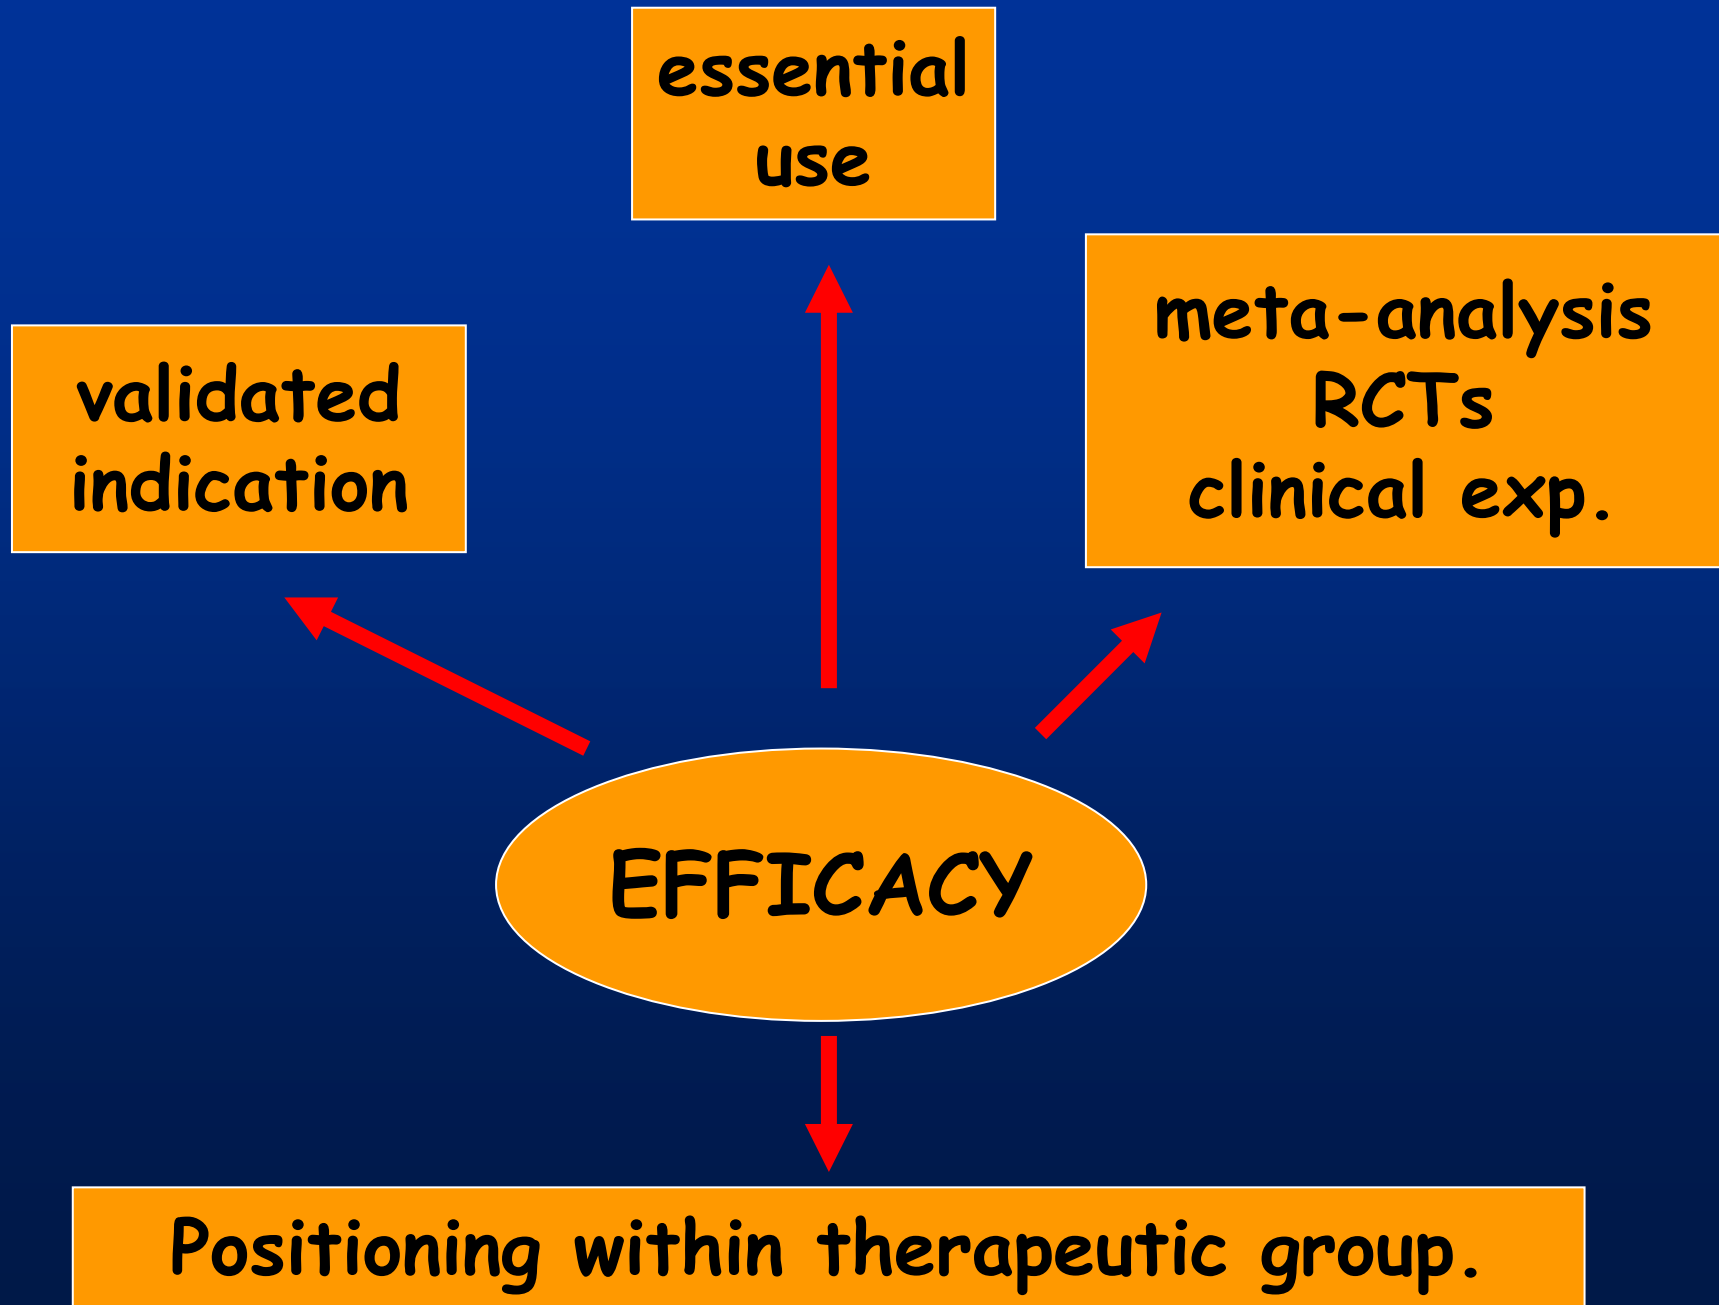 essential
use
validated
indication
meta-analysis
RCTs
clinical exp.
EFFICACY
Positioning within therapeutic group.